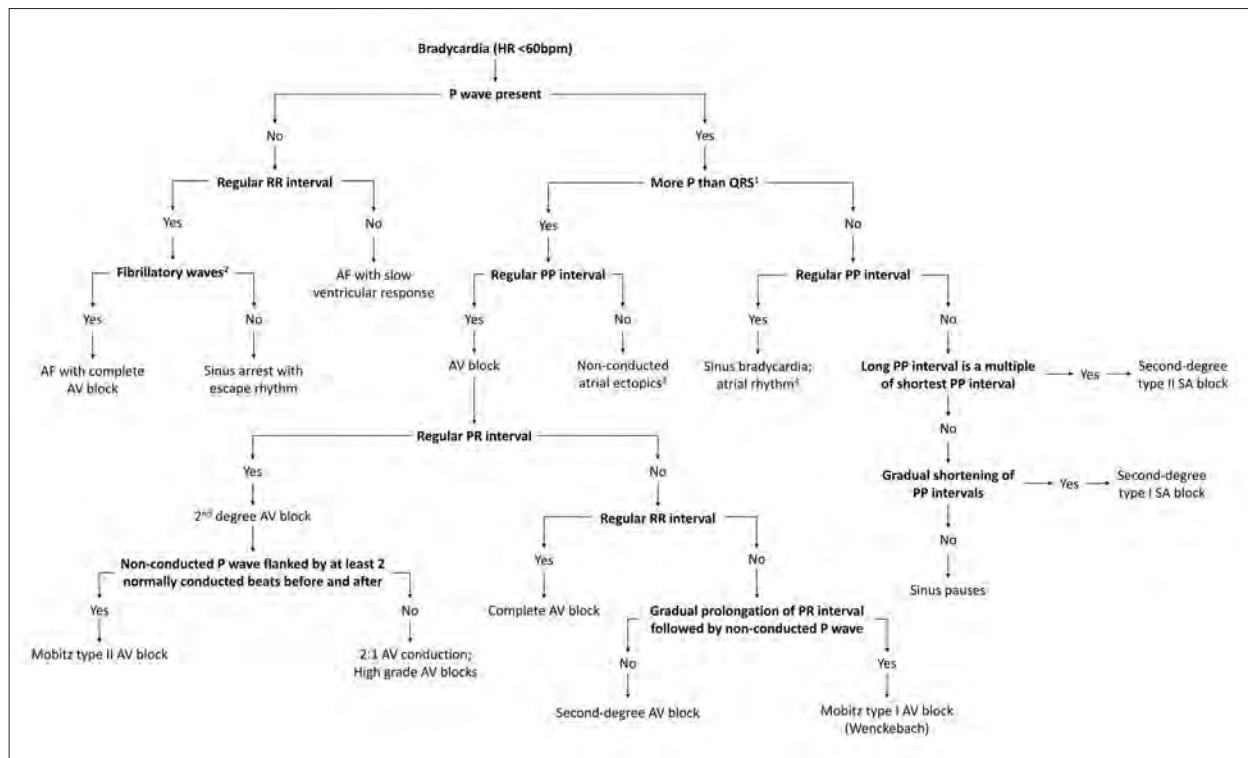 Bradycardia (HR <60bpm)
P wave present
No
Yes
Regular RR interval
More P than QRS¹
Yes
No
Yes
No
Fibrillatory waves²
AF with slow
ventricular response
Regular PP interval
Regular PP interval
Yes
No
Yes
No
Yes
No
AF with complete
AV block
Sinus arrest with
escape rhythm
AV block
Non-conducted
atrial ectopics³
Sinus bradycardia;
atrial rhythm⁴
Long PP interval is a multiple
of shortest PP interval
Yes
Second-degree
type II SA block
Regular PR interval
No
Yes
No
Gradual shortening of
PP intervals
Yes
Second-degree
type I SA block
2nd degree AV block
Regular RR interval
No
Non-conducted P wave flanked by at least 2
normally conducted beats before and after
Yes
No
Sinus pauses
Yes
No
Complete AV block
Gradual prolongation of PR interval
followed by non-conducted P wave
Mobitz type II AV block
2:1 AV conduction;
High grade AV blocks
No
Yes
Second-degree AV block
Mobitz type I AV block
(Wenckebach)